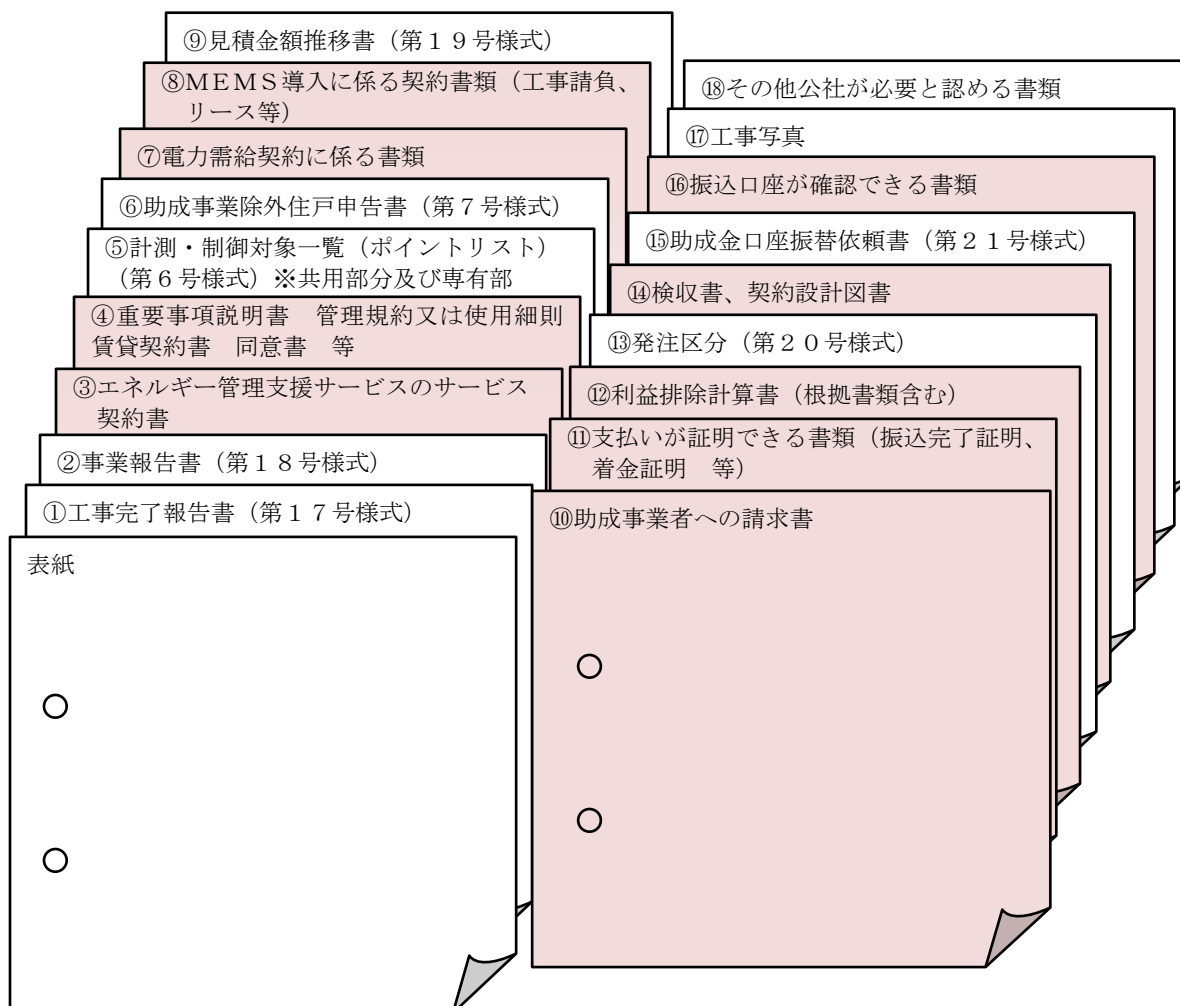 ⑨見積金額推移書（第１９号様式）
⑧ＭＥＭＳ導入に係る契約書類（工事請負、
リース等）
⑦電力需給契約に係る書類
⑥助成事業除外住戸申告書（第７号様式）
⑤計測・制御対象一覧（ポイントリスト）
（第６号様式）※共用部分及び専有部
④重要事項説明書　管理規約又は使用細則
賃貸契約書　同意書　等
③エネルギー管理支援サービスのサービス
契約書
②事業報告書（第１８号様式）
①工事完了報告書（第１７号様式）
表紙
⑱その他公社が必要と認める書類
⑰工事写真
⑯振込口座が確認できる書類
⑮助成金口座振替依頼書（第２１号様式）
⑭検収書、契約設計図書
⑬発注区分（第２０号様式）
⑫利益排除計算書（根拠書類含む）
⑪支払いが証明できる書類（振込完了証明、
着金証明　等）
⑩助成事業者への請求書